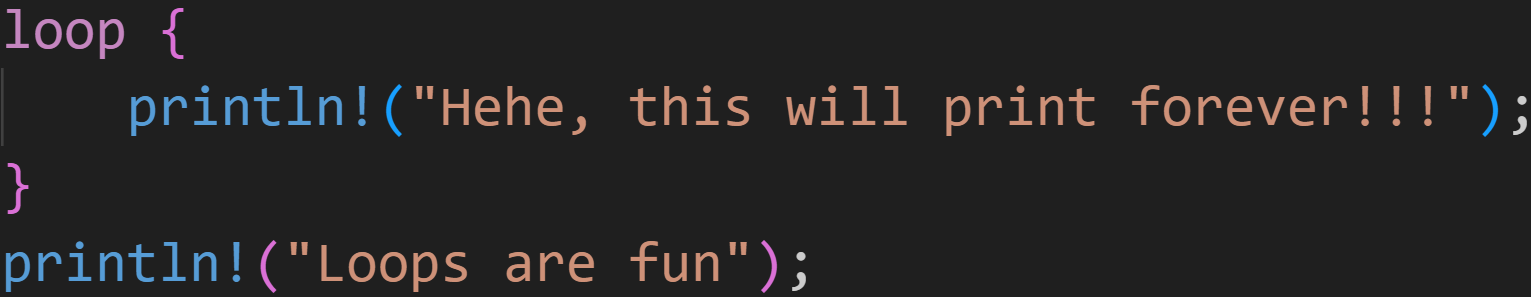 loop {
    println!("Hehe, this will print forever!!!");
}
println!("Loops are fun");